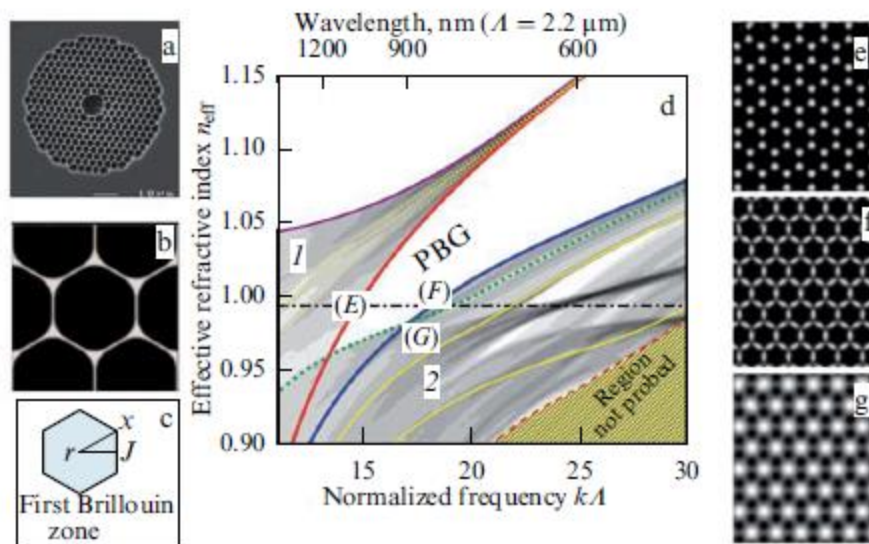 a
b
c
x
r
J
First Brillouin
zone
Wavelength, nm (Λ = 2.2 μm)
1200
900
600
Effective refractive index n_eff
1.15
1.10
1.05
1.00
0.95
0.90
d
1
PBG
(E)
(F)
(G)
2
Region
not probed
15
20
25
30
Normalized frequency kΛ
e
f
g